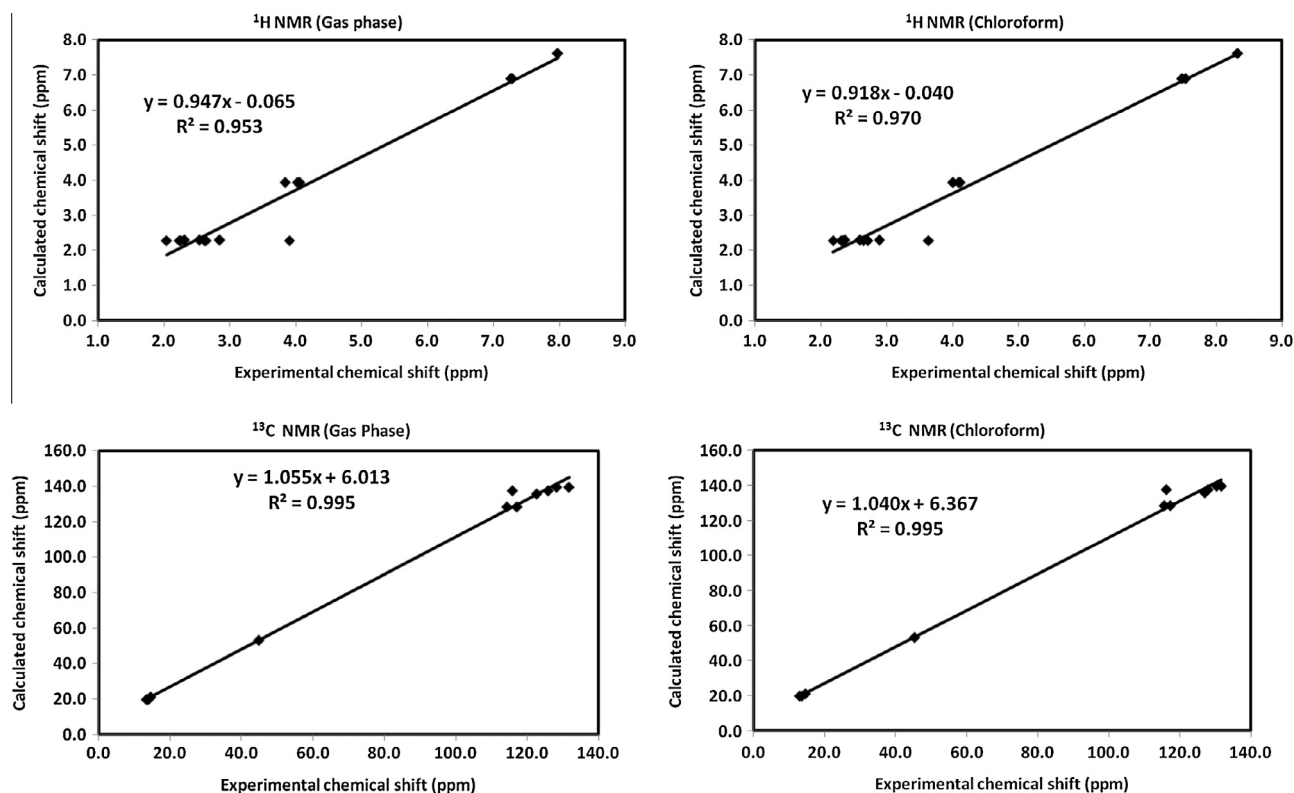 ¹H NMR (Gas phase)
8.0
7.0
6.0
5.0
4.0
3.0
2.0
1.0
0.0
Calculated chemical shift (ppm)
y = 0.947x - 0.065
R² = 0.953
1.0 2.0 3.0 4.0 5.0 6.0 7.0 8.0 9.0
Experimental chemical shift (ppm)
¹H NMR (Chloroform)
8.0
7.0
6.0
5.0
4.0
3.0
2.0
1.0
0.0
Calculated chemical shift (ppm)
y = 0.918x - 0.040
R² = 0.970
1.0 2.0 3.0 4.0 5.0 6.0 7.0 8.0 9.0
Experimental chemical shift (ppm)
¹³C NMR (Gas Phase)
160.0
140.0
120.0
100.0
80.0
60.0
40.0
20.0
0.0
Calculated chemical shift (ppm)
y = 1.055x + 6.013
R² = 0.995
0.0 20.0 40.0 60.0 80.0 100.0 120.0 140.0
Experimental chemical shift (ppm)
¹³C NMR (Chloroform)
160.0
140.0
120.0
100.0
80.0
60.0
40.0
20.0
0.0
Calculated chemical shift (ppm)
y = 1.040x + 6.367
R² = 0.995
0.0 20.0 40.0 60.0 80.0 100.0 120.0 140.0
Experimental chemical shift (ppm)